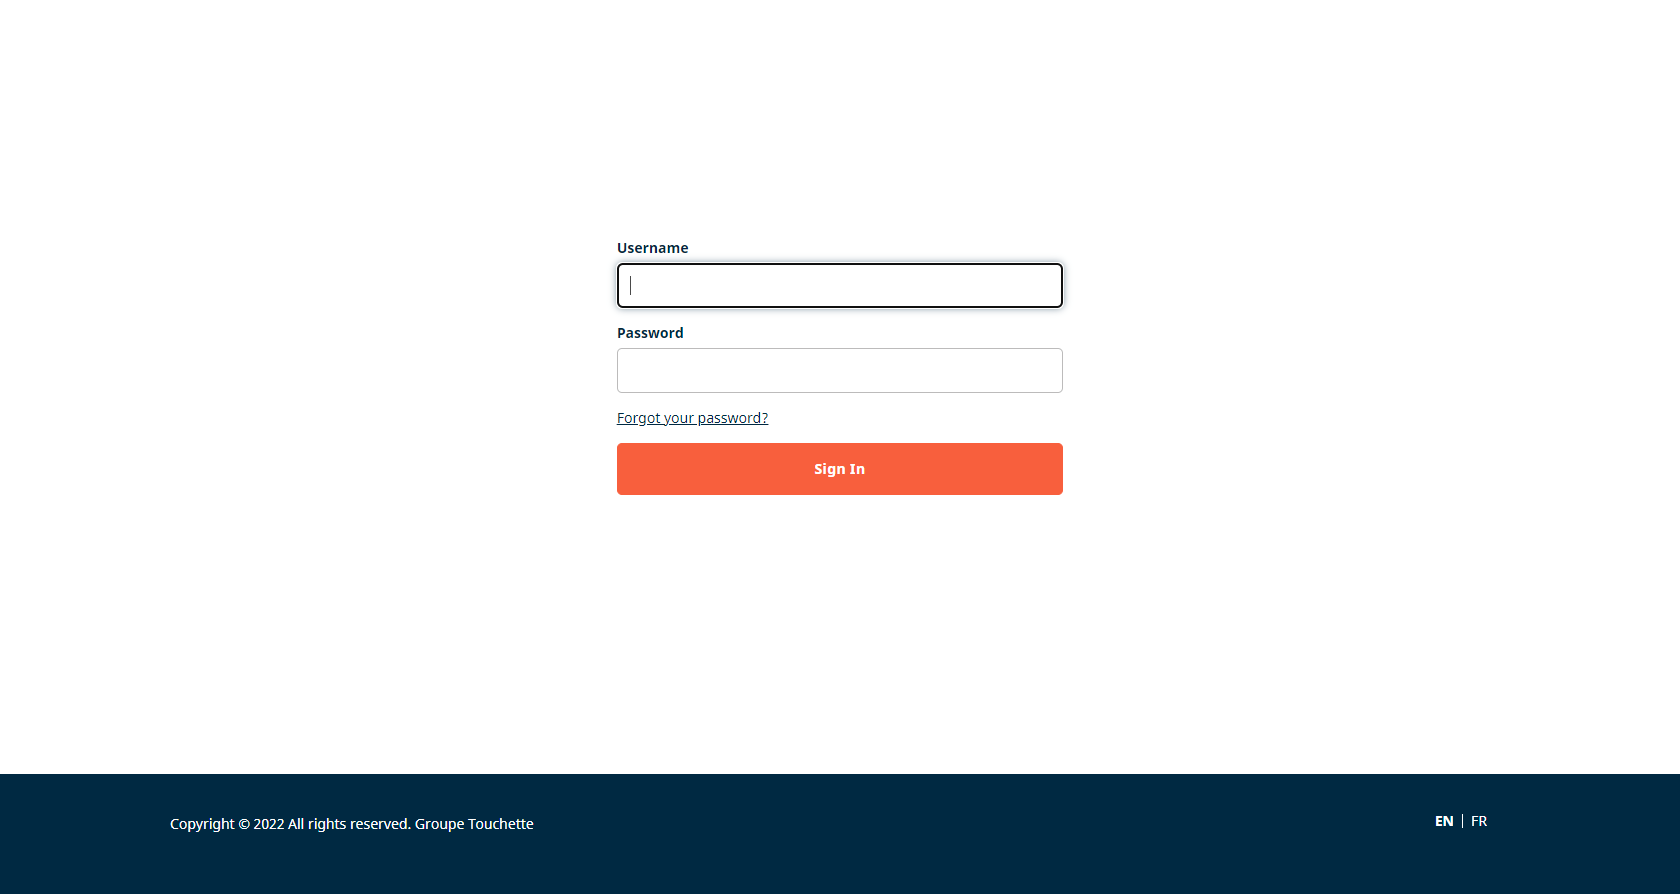 Username
Password
Forgot your password?
Sign In
Copyright © 2022 All rights reserved. Groupe Touchette
EN | FR